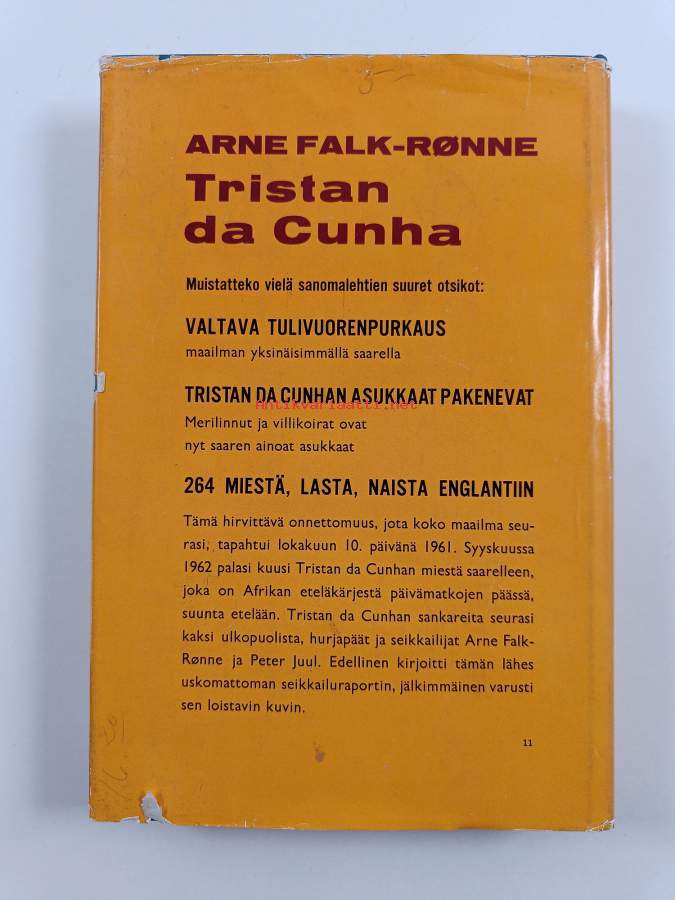 5-
ARNE FALK-RØNNE
Tristan
da Cunha
Muistatteko vielä sanomalehtien suuret otsikot:
VALTAVA TULIVUORENPURKAUS
maailman yksinäisimmällä saarella
TRISTAN DA CUNHAN ASUKKAAT PAKENEVAT
Antikvariaatti.net
Merilinnut ja villikoirat ovat
nyt saaren ainoat asukkaat
264 MIESTÄ, LASTA, NAISTA ENGLANTIIN
Tämä hirvittävä onnettomuus, jota koko maailma seu-
rasi, tapahtui lokakuun 10. päivänä 1961. Syyskuussa
1962 palasi kuusi Tristan da Cunhan miestä saarelleen,
joka on Afrikan eteläkärjestä päivämatkojen päässä,
suunta etelään. Tristan da Cunhan sankareita seurasi
kaksi ulkopuolista, hurjapäät ja seikkailijat Arne Falk-
Rønne ja Peter Juul. Edellinen kirjoitti tämän lähes
uskomattoman seikkailuraportin, jälkimmäinen varusti
sen loistavin kuvin.
11